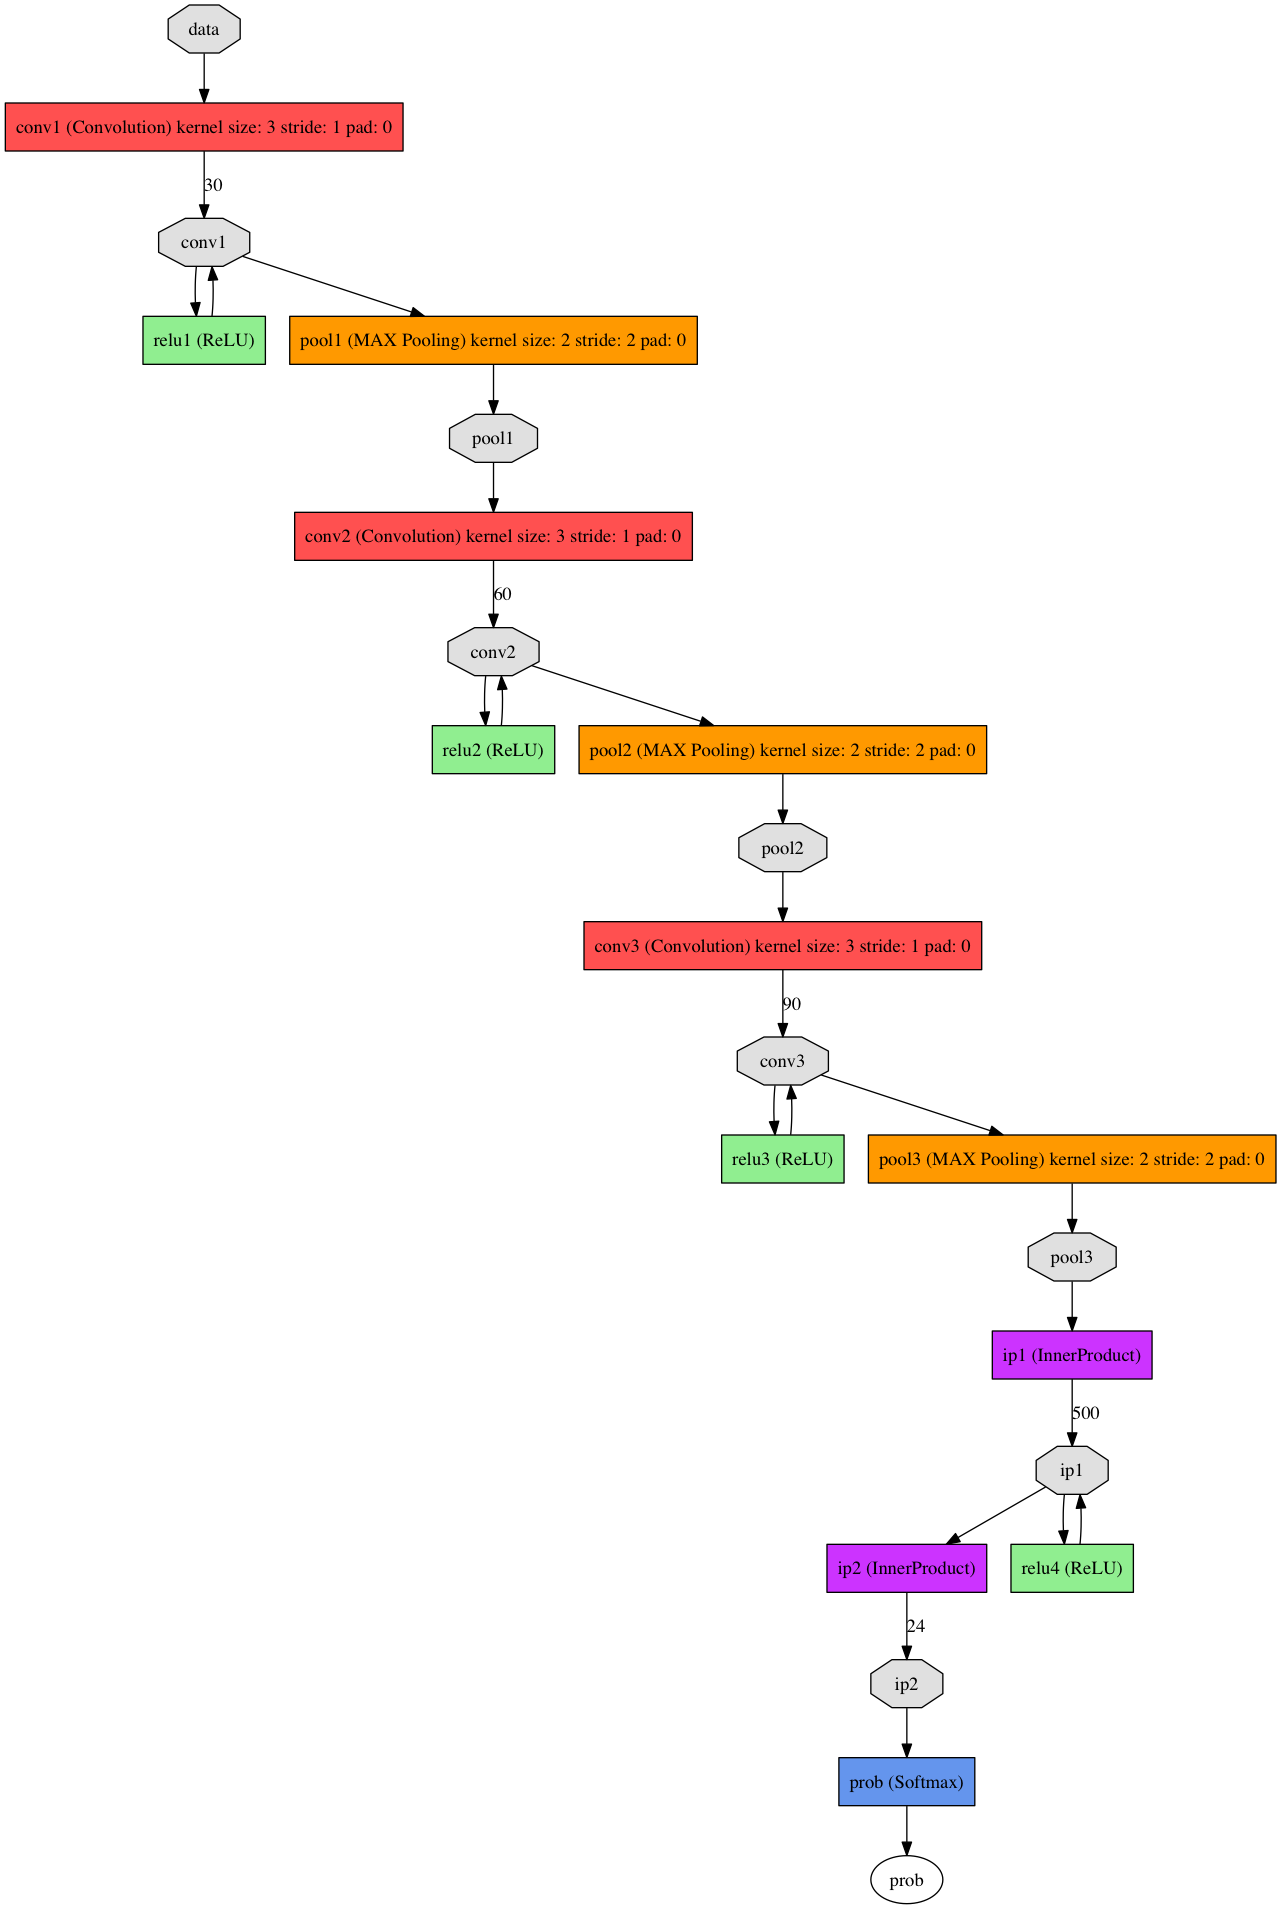 data
conv1 (Convolution) kernel size: 3 stride: 1 pad: 0
30
conv1
relu1 (ReLU)
pool1 (MAX Pooling) kernel size: 2 stride: 2 pad: 0
pool1
conv2 (Convolution) kernel size: 3 stride: 1 pad: 0
60
conv2
relu2 (ReLU)
pool2 (MAX Pooling) kernel size: 2 stride: 2 pad: 0
pool2
conv3 (Convolution) kernel size: 3 stride: 1 pad: 0
90
conv3
relu3 (ReLU)
pool3 (MAX Pooling) kernel size: 2 stride: 2 pad: 0
pool3
ip1 (InnerProduct)
500
ip1
ip2 (InnerProduct)
relu4 (ReLU)
24
ip2
prob (Softmax)
prob